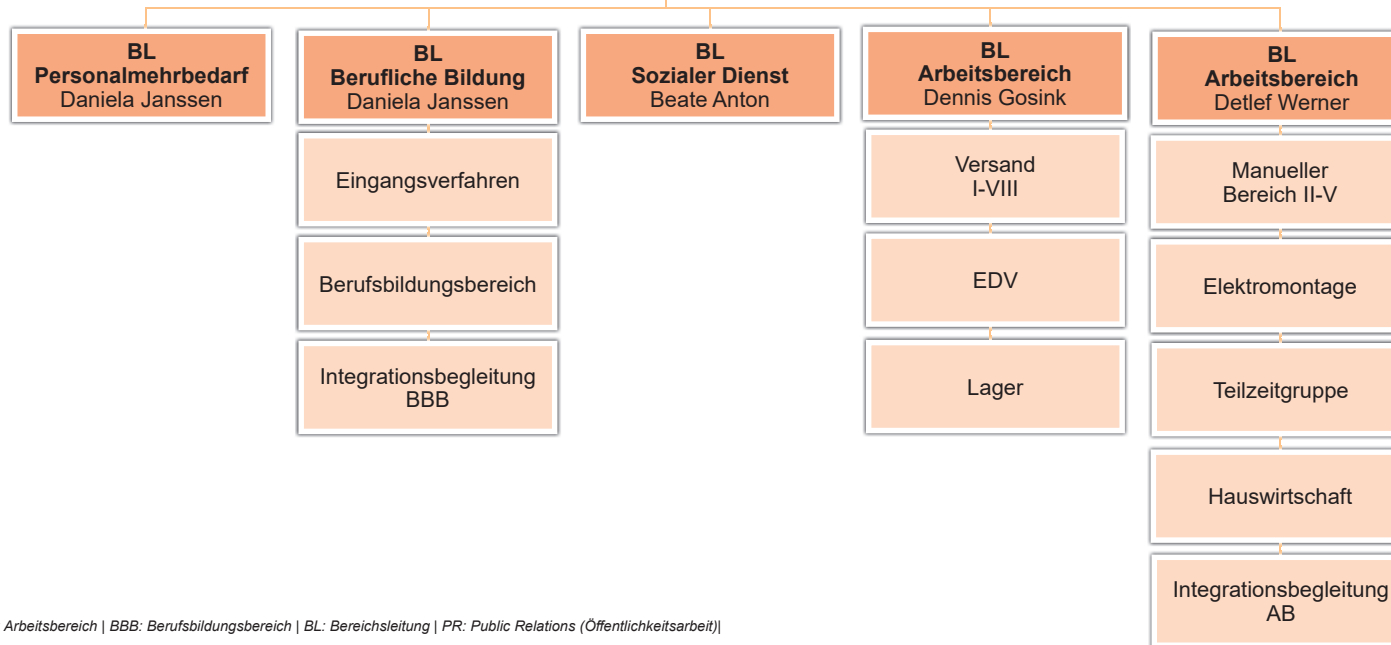 BL
Personalmehrbedarf
Daniela Janssen
BL
Berufliche Bildung
Daniela Janssen
Eingangsverfahren
Berufsbildungsbereich
Integrationsbegleitung
BBB
BL
Sozialer Dienst
Beate Anton
BL
Arbeitsbereich
Dennis Gosink
Versand
I-VIII
EDV
Lager
BL
Arbeitsbereich
Detlef Werner
Manueller
Bereich II-V
Elektromontage
Teilzeitgruppe
Hauswirtschaft
Integrationsbegleitung
AB
Arbeitsbereich | BBB: Berufsbildungsbereich | BL: Bereichsleitung | PR: Public Relations (Öffentlichkeitsarbeit)|